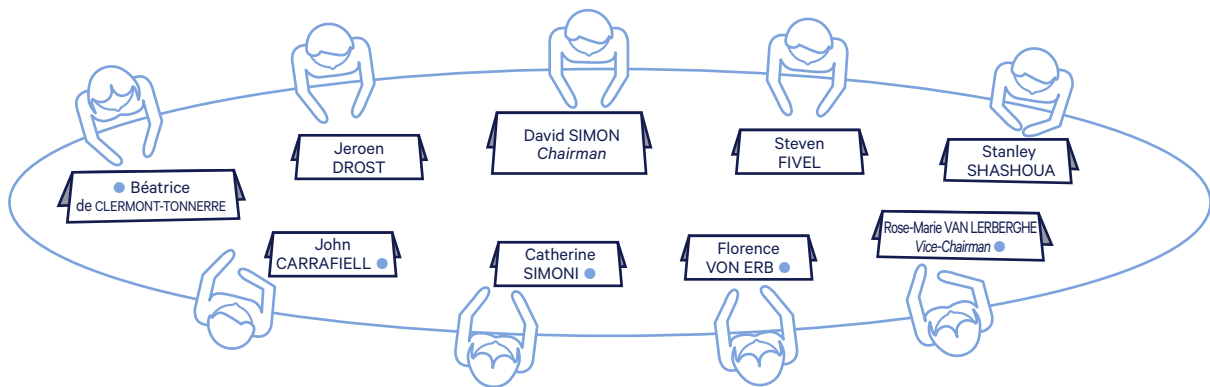 David SIMON
Chairman
Jeroen
DROST
Steven
FIVEL
Stanley
SHASHOUA
Béatrice
de CLERMONT-TONNERRE
John
CARRAFIELL
Catherine
SIMONI
Florence
VON ERB
Rose-Marie VAN LERBERGHE
Vice-Chairman